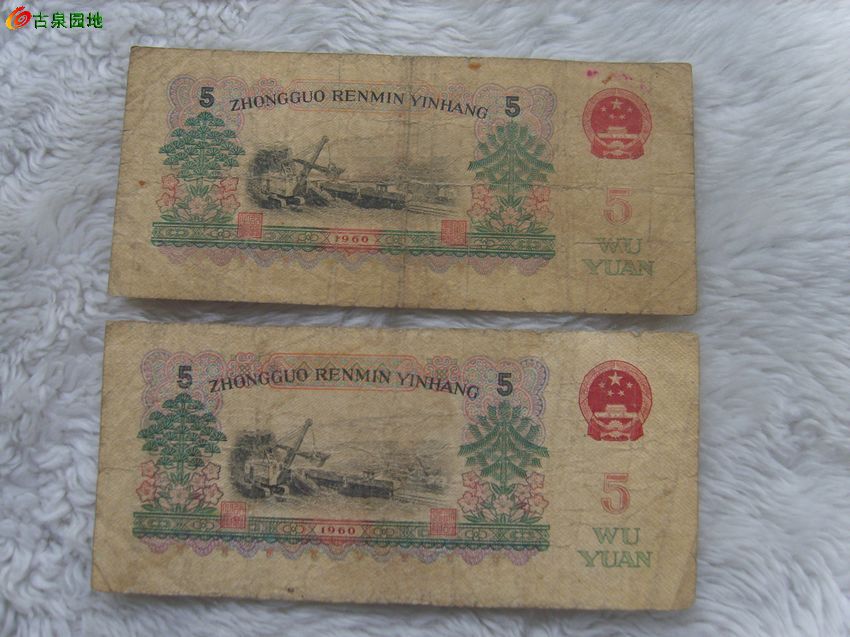 古泉园地
5 ZHONGGUO RENMIN YINHANG 5
5
WU
YUAN
1960
5 ZHONGGUO RENMIN YINHANG 5
5
WU
YUAN
1960